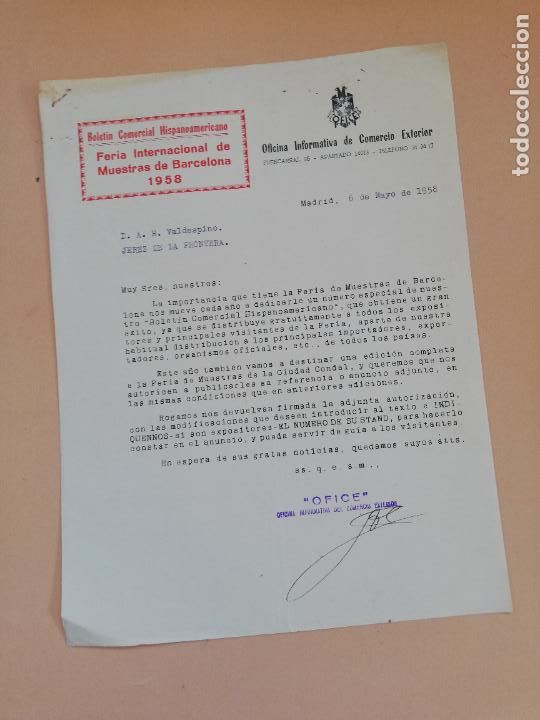 Boletín Comercial Hispanoamericano
Feria Internacional de
Muestras de Barcelona
1958
OFICE
Oficina Informativa de Comercio Exterior
FUENCARRAL - APARTADO - TELEFONO
Madrid, 6 de Mayo de 1958
D. A. R. Valdespino.
JEREZ DE LA FRONTERA.
Muy Sres. nuestros:
La importancia que tiene la Feria de Muestras de Barce-
lona nos mueve cada año a dedicarle un número especial de nues-
tro "Boletín Comercial Hispanoamericano", que obtiene un gran
éxito, ya que se distribuye gratuitamente a todos los exposi-
tores y principales visitantes de la Feria, aparte de nuestra
habitual distribución a los principales importadores, expor-
tadores, organismos oficiales, etc., de todos los países.
Este año también vamos a destinar una edición completa
a la Feria de Muestras de la Ciudad Condal, y queremos que nos
autoricen a publicarles su referencia o anuncio adjunto, en
las mismas condiciones que en anteriores ediciones.
Rogamos nos devuelvan firmada la adjunta autorización,
con las modificaciones que deseen introducir al texto e INDI-
QUENNOS-si son expositores-EL NUMERO DE SU STAND, para hacerlo
constar en el anuncio, y pueda servir de guía a los visitantes.
En espera de sus gratas noticias, quedamos suyos atts.
ss. q. e. s. m.,
"OFICE"
OFICINA INFORMATIVA DEL COMERCIO EXTERIOR
todocoleccion